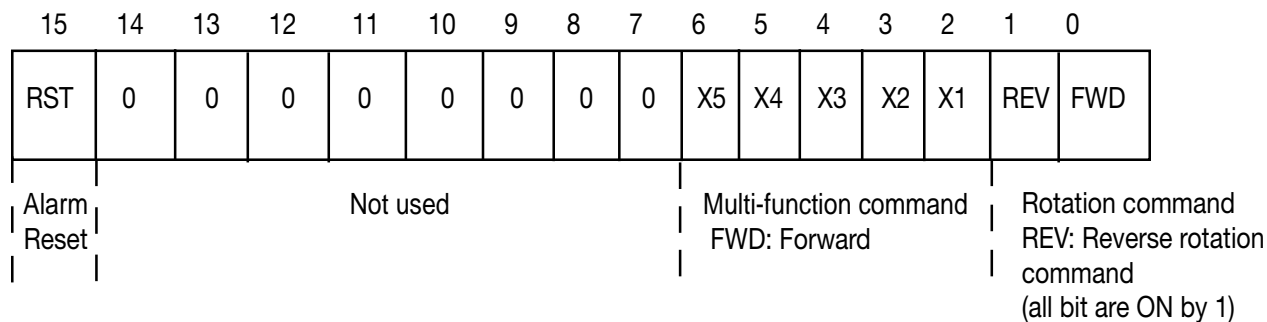 15 14 13 12 11 10 9 8 7 6 5 4 3 2 1 0
RST 0 0 0 0 0 0 0 0 X5 X4 X3 X2 X1 REV FWD
Alarm
Reset
Not used
Multi-function command
FWD: Forward
Rotation command
REV: Reverse rotation
command
(all bit are ON by 1)